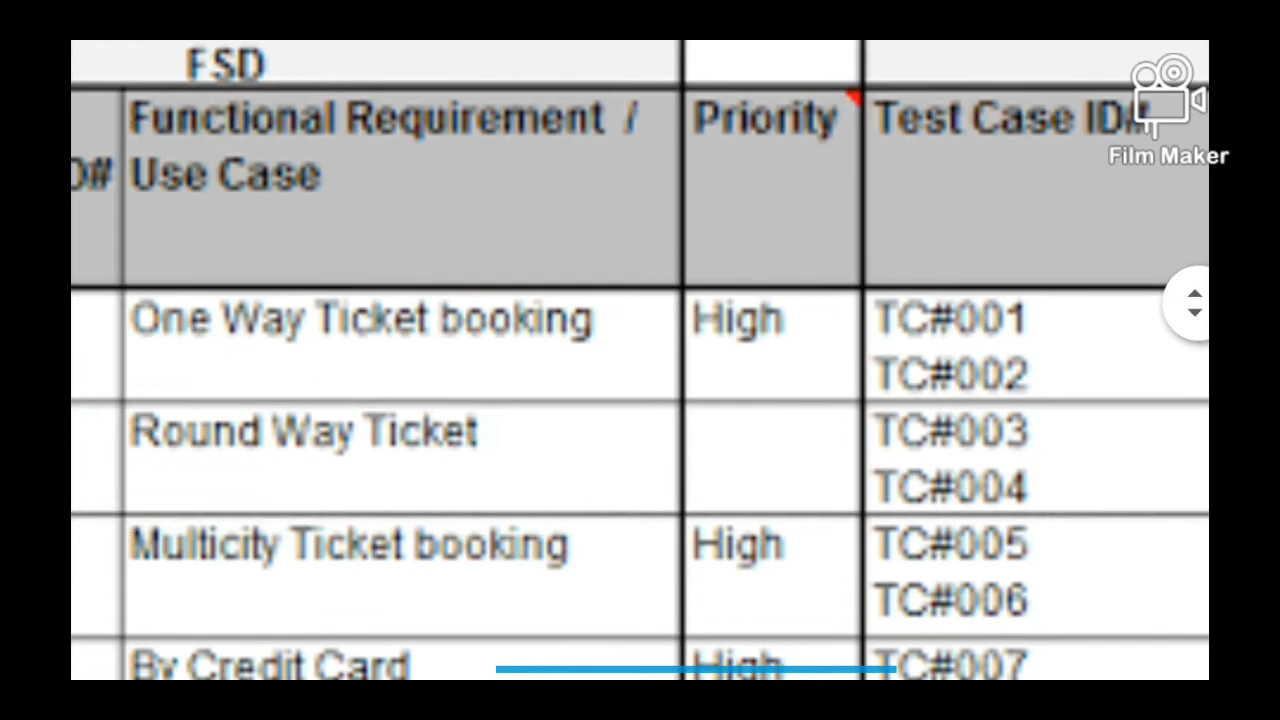 FSD
Functional Requirement / Priority Test Case ID#
Use Case
One Way Ticket booking High TC#001
TC#002
Round Way Ticket TC#003
TC#004
Multicity Ticket booking High TC#005
TC#006
By Credit Card High TC#007
Film Maker